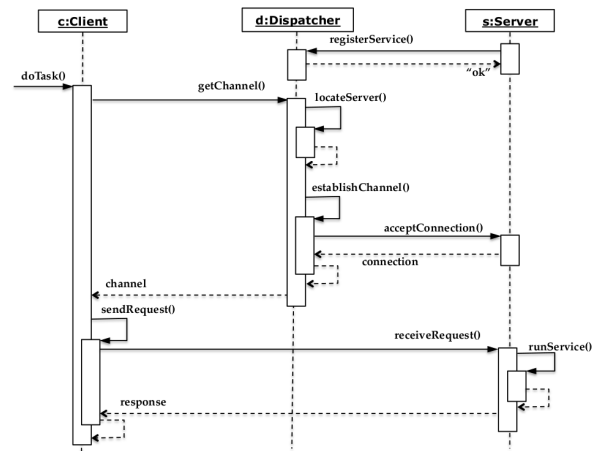 c:Client
d:Dispatcher
s:Server
registerService()
"ok"
doTask()
getChannel()
locateServer()
establishChannel()
acceptConnection()
connection
channel
sendRequest()
receiveRequest()
runService()
response